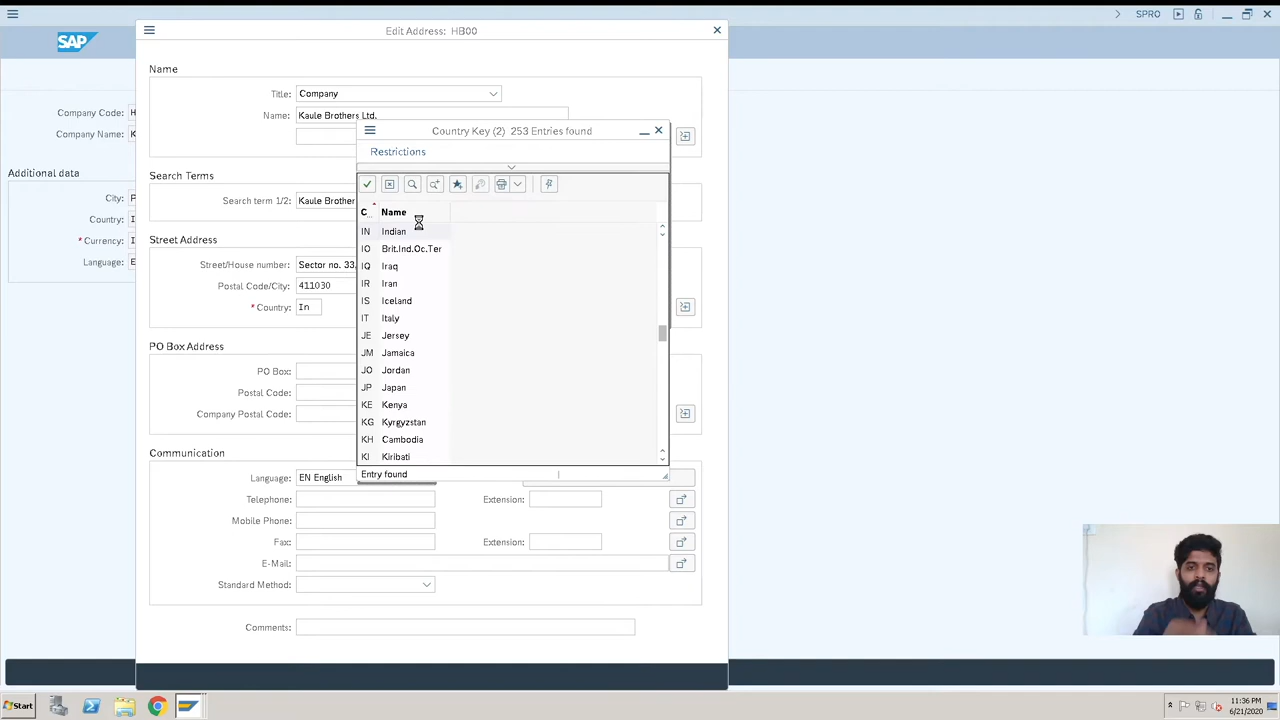 SPRO
Edit Address: HB00
SAP
Name
Title: Company
Name: Kaule Brothers Ltd.
Company Code: H
Company Name: K
Additional data
City: P
Country: I
* Currency: I
Language: E
Country Key (2) 253 Entries found
Restrictions
Search Terms
Search term 1/2: Kaule Brothers
Street Address
Street/House number: Sector no. 33,
Postal Code/City: 411030
* Country: In
C.. Name
IN Indian
IO Brit.Ind.Oc.Ter
IQ Iraq
IR Iran
IS Iceland
IT Italy
JE Jersey
JM Jamaica
JO Jordan
JP Japan
KE Kenya
KG Kyrgyzstan
KH Cambodia
KI Kiribati
Entry found
PO Box Address
PO Box:
Postal Code:
Company Postal Code:
Communication
Language: EN English
Telephone: Extension:
Mobile Phone:
Fax: Extension:
E-Mail:
Standard Method:
Comments:
Start
11:36 PM
6/21/2020